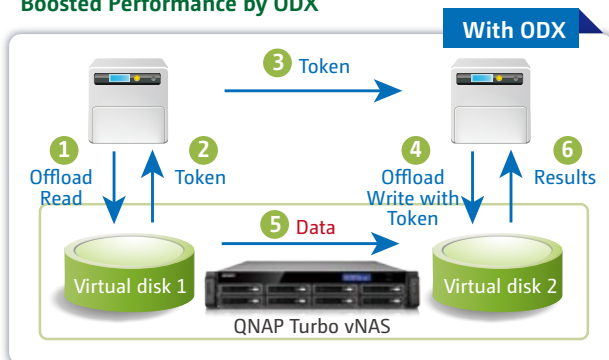 Boosted Performance by ODX
With ODX
3 Token
1
Offload
Read
2
Token
4
Offload
Write with
Token
6
Results
5 Data
Virtual disk 1
Virtual disk 2
QNAP Turbo vNAS